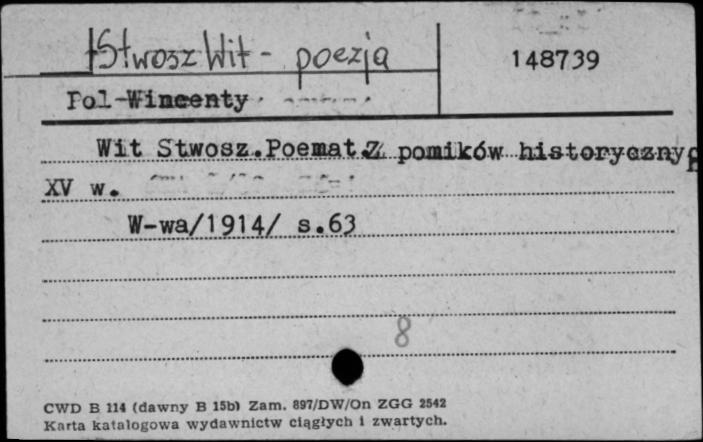 †Stwosz Wit - poezja
148739
Pol Wincenty
Wit Stwosz.Poemat.Z pomików historyczny
XV w.
W-wa/1914/ s.63
8
CWD B 114 (dawny B 15b) Zam. 897/DW/On ZGG 2542
Karta katalogowa wydawnictw ciągłych i zwartych.